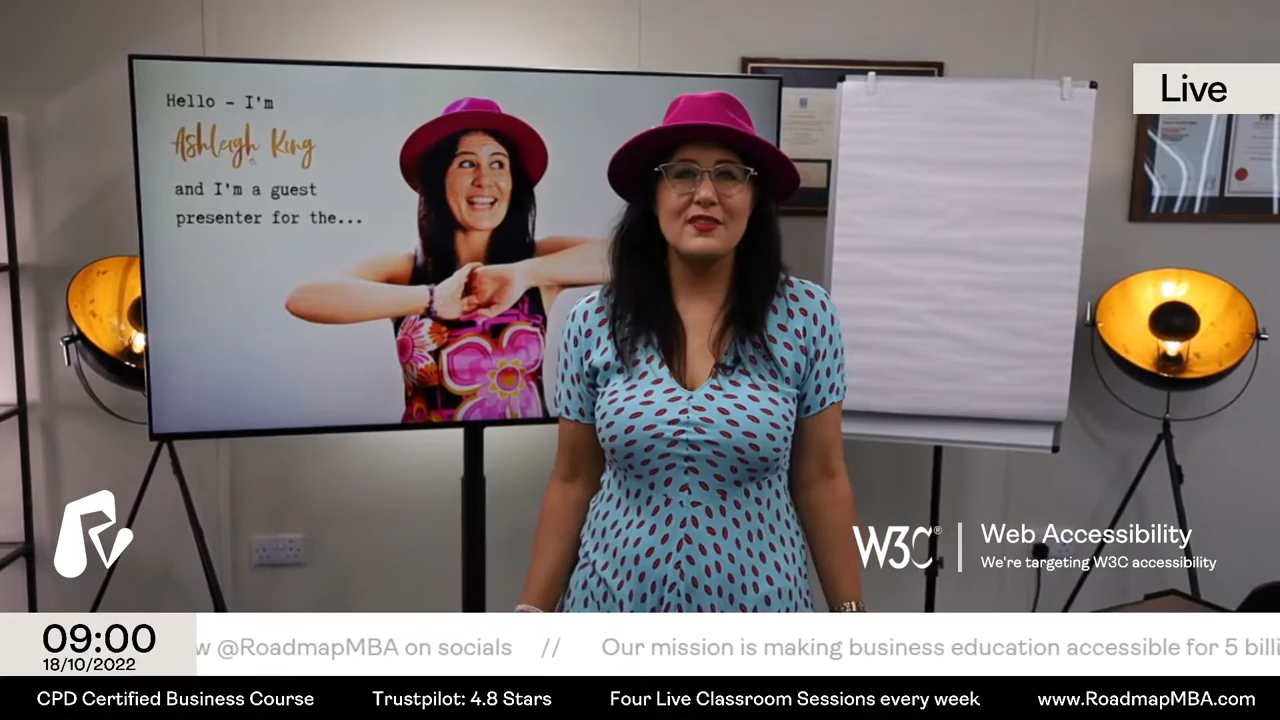 Hello - I'm
Ashleigh King
and I'm a guest
presenter for the...
Live
W3C®
Web Accessibility
We're targeting W3C accessibility
09:00
18/10/2022
@RoadmapMBA on socials // Our mission is making business education accessible for 5
CPD Certified Business Course
Trustpilot: 4.8 Stars
Four Live Classroom Sessions every week
www.RoadmapMBA.com